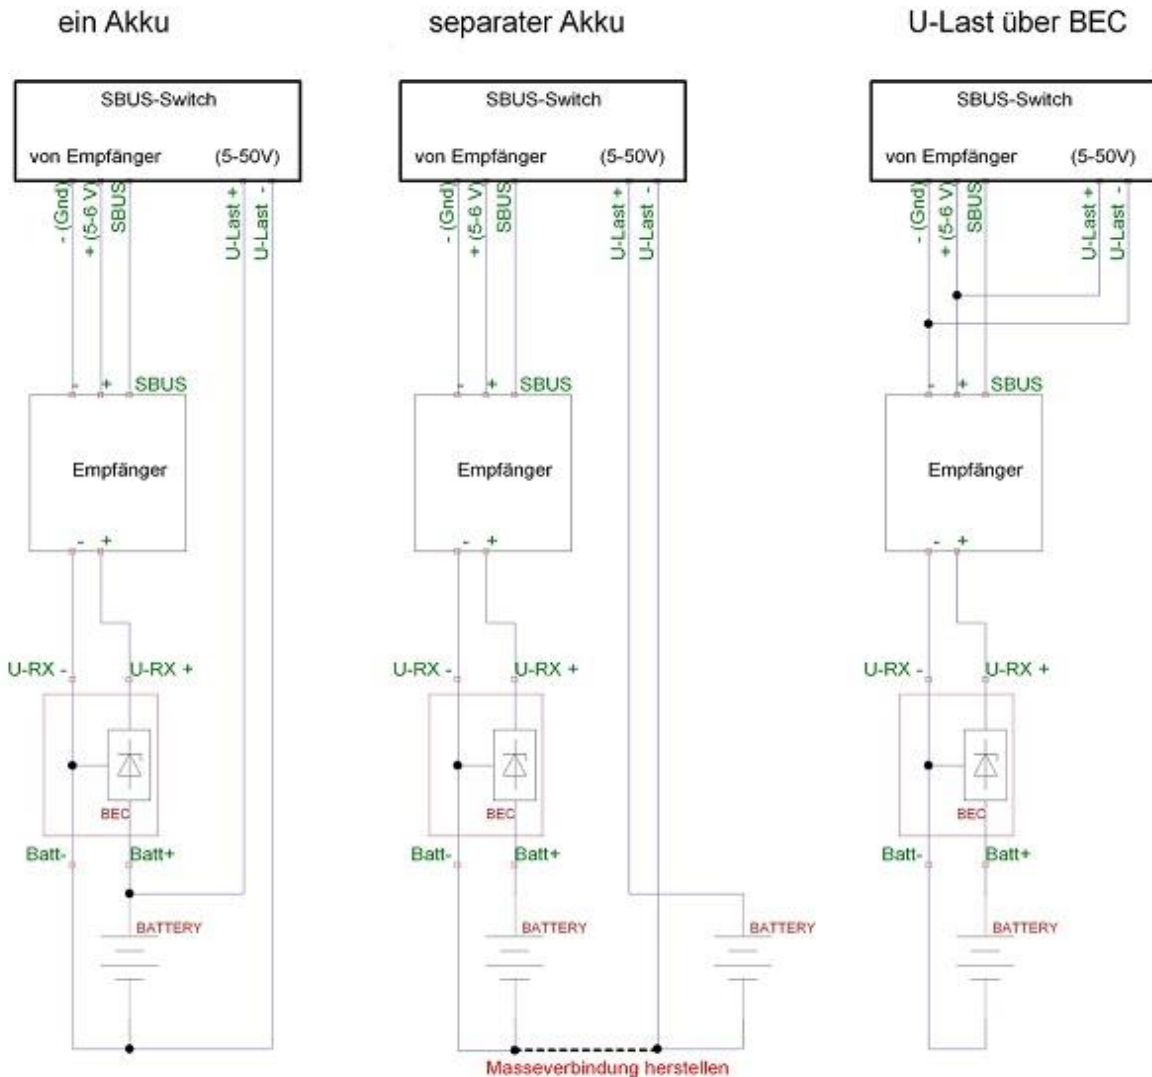 ein Akku
separater Akku
U-Last über BEC
SBUS-Switch
von Empfänger
(5-50V)
- (Gnd)
+ (5-6 V)
SBUS
U-Last +
U-Last -
- + SBUS
Empfänger
- +
U-RX -
U-RX +
BEC
Batt-
Batt+
BATTERY
SBUS-Switch
von Empfänger
(5-50V)
- (Gnd)
+ (5-6 V)
SBUS
U-Last +
U-Last -
- + SBUS
Empfänger
- +
U-RX -
U-RX +
BEC
Batt-
Batt+
BATTERY
BATTERY
Masseverbindung herstellen
SBUS-Switch
von Empfänger
(5-50V)
- (Gnd)
+ (5-6 V)
SBUS
U-Last +
U-Last -
- + SBUS
Empfänger
- +
U-RX -
U-RX +
BEC
Batt-
Batt+
BATTERY